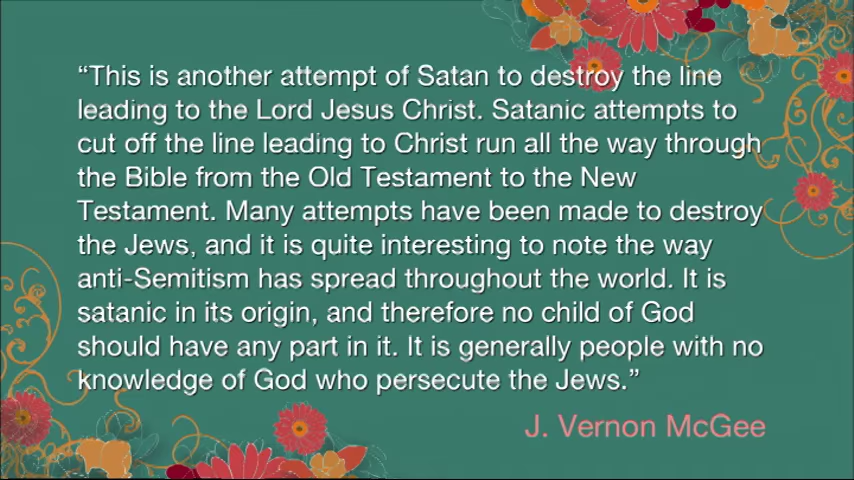 “This is another attempt of Satan to destroy the line
leading to the Lord Jesus Christ. Satanic attempts to
cut off the line leading to Christ run all the way through
the Bible from the Old Testament to the New
Testament. Many attempts have been made to destroy
the Jews, and it is quite interesting to note the way
anti-Semitism has spread throughout the world. It is
satanic in its origin, and therefore no child of God
should have any part in it. It is generally people with no
knowledge of God who persecute the Jews.”
J. Vernon McGee